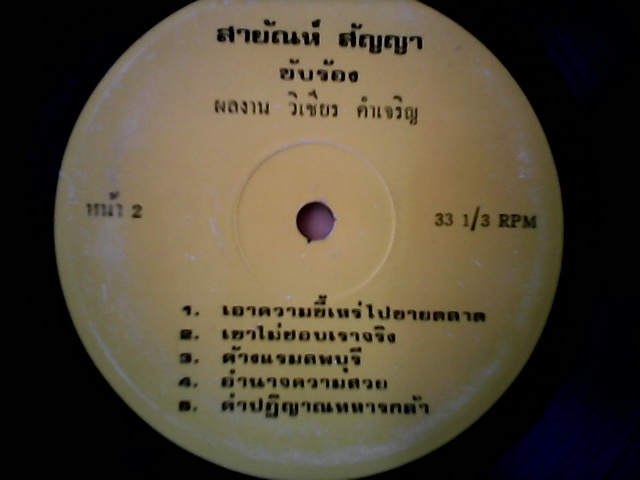 สายัณห์ สัญญา
ขับร้อง
ผลงาน วิเชียร คำเจริญ
หน้า 2
33 1/3 RPM
1. เอาความขี้เหร่ไปขายตลาด
2. เขาไม่ชอบเราจริง
3. ค้างแรมลพบุรี
4. อำนาจความสวย
5. คำปฏิญาณทหารกล้า